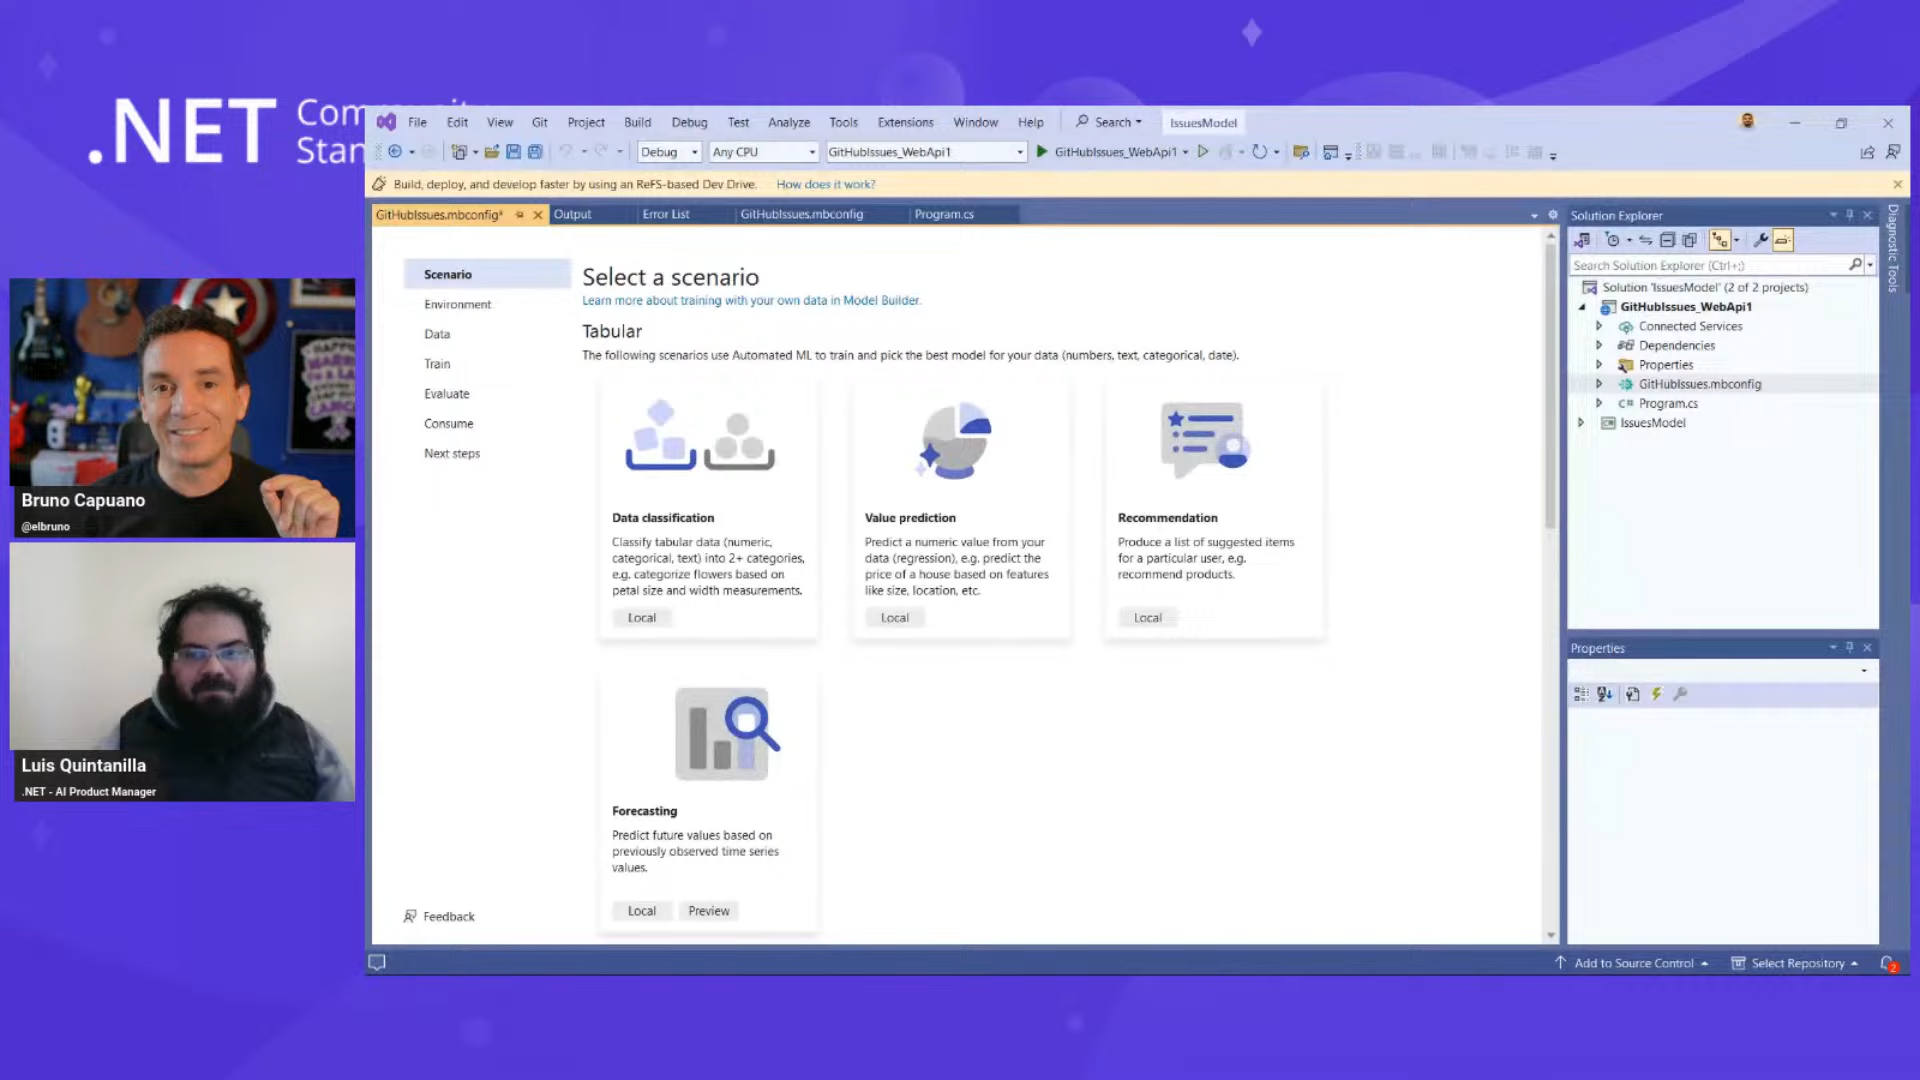 .NET
Com
Stan
File Edit View Git Project Build Debug Test Analyze Tools Extensions Window Help Search IssuesModel
Debug Any CPU GitHubIssues_WebApi1 GitHubIssues_WebApi1
Build, deploy, and develop faster by using an ReFS-based Dev Drive. How does it work?
GitHubIssues.mbconfig* Output Error List GitHubIssues.mbconfig Program.cs
Scenario
Environment
Data
Train
Evaluate
Consume
Next steps
Feedback
Select a scenario
Learn more about training with your own data in Model Builder.
Tabular
The following scenarios use Automated ML to train and pick the best model for your data (numbers, text, categorical, date).
Data classification
Classify tabular data (numeric,
categorical, text) into 2+ categories,
e.g. categorize flowers based on
petal size and width measurements.
Local
Value prediction
Predict a numeric value from your
data (regression), e.g. predict the
price of a house based on features
like size, location, etc.
Local
Recommendation
Produce a list of suggested items
for a particular user, e.g.
recommend products.
Local
Forecasting
Predict future values based on
previously observed time series
values.
Local Preview
Solution Explorer
Search Solution Explorer (Ctrl+;)
Solution 'IssuesModel' (2 of 2 projects)
GitHubIssues_WebApi1
Connected Services
Dependencies
Properties
GitHubIssues.mbconfig
C# Program.cs
IssuesModel
Properties
Diagnostic Tools
Add to Source Control Select Repository 2
Bruno Capuano
@elbruno
Luis Quintanilla
.NET - AI Product Manager